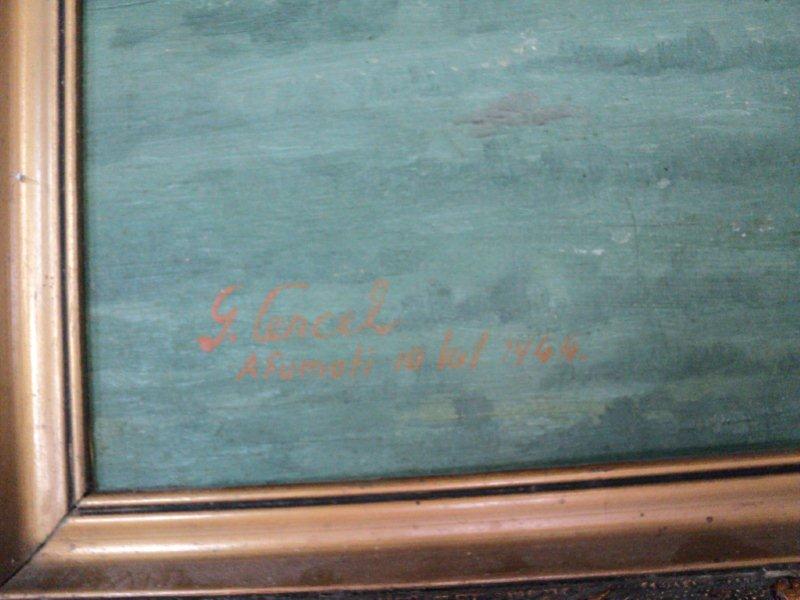 G. Cencel
Afumati 10 Iul 1944.